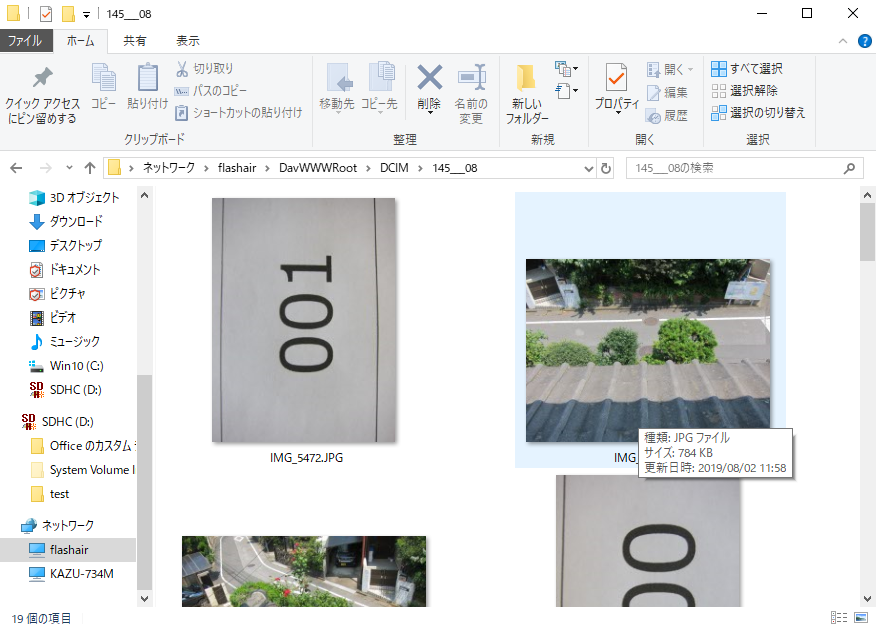 145___08
ファイル ホーム 共有 表示
クイック アクセス
にピン留めする
コピー
貼り付け
切り取り
パスのコピー
ショートカットの貼り付け
クリップボード
移動先
コピー先
削除
名前の
変更
整理
新しい
フォルダー
新規
プロパティ
開く
編集
履歴
開く
すべて選択
選択解除
選択の切り替え
選択
ネットワーク > flashair > DavWWWRoot > DCIM > 145___08
145___08の検索
3D オブジェクト
ダウンロード
デスクトップ
ドキュメント
ピクチャ
ビデオ
ミュージック
Win10 (C:)
SDHC (D:)
SDHC (D:)
Office のカスタム
System Volume I
test
ネットワーク
flashair
KAZU-734M
001
IMG_5472.JPG
IMG_
種類: JPG ファイル
サイズ: 784 KB
更新日時: 2019/08/02 11:58
00
19 個の項目